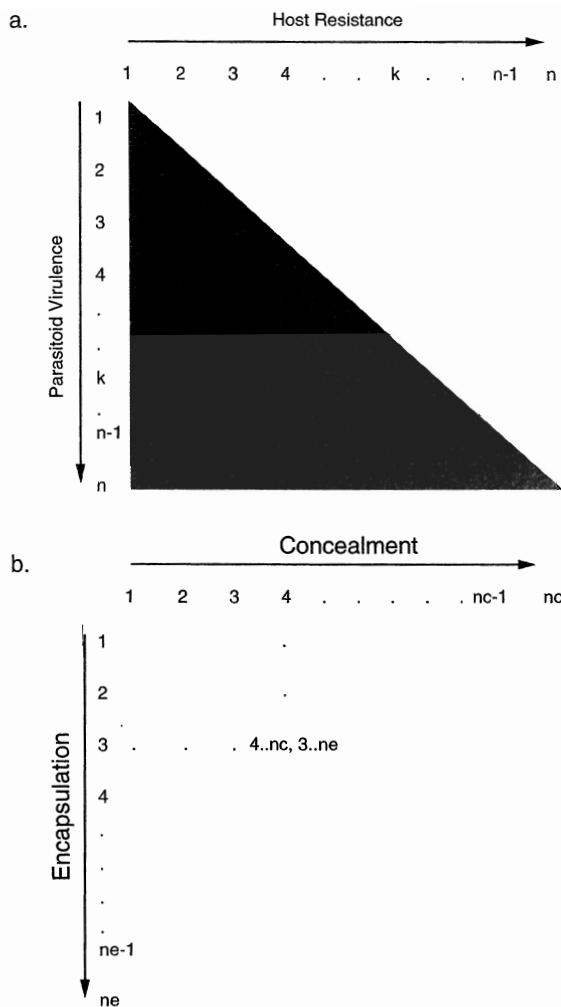 a.
Host Resistance
1 2 3 4 . . k . . n-1 n
Parasitoid Virulence
1
2
3
4
.
.
k
.
n-1
n
b.
Concealment
1 2 3 4 . . . . . nc-1 nc
Encapsulation
1 .
2 .
3 . . . 4..nc, 3..ne
4
.
.
.
.
ne-1
ne